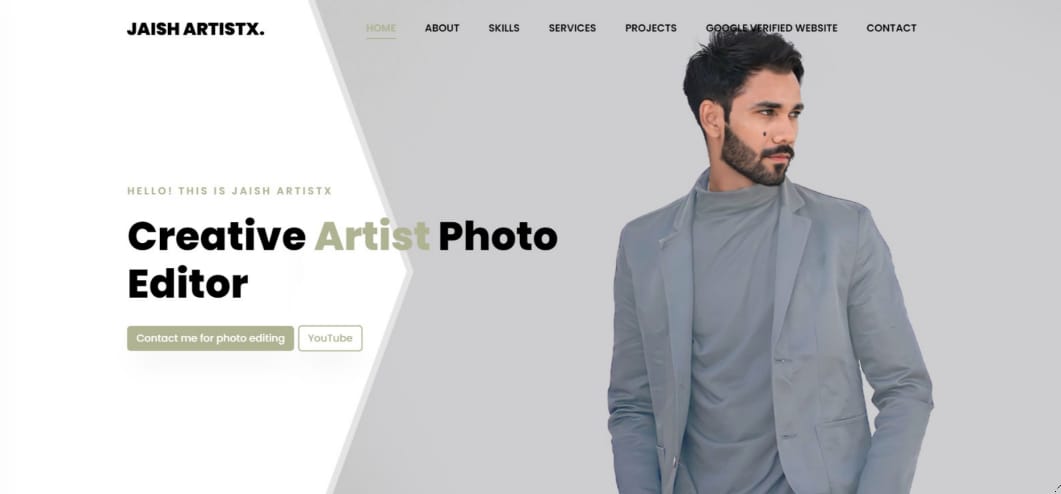 JAISH ARTISTX.
HOME ABOUT SKILLS SERVICES PROJECTS GOOGLE VERIFIED WEBSITE CONTACT
HELLO! THIS IS JAISH ARTISTX
Creative Artist Photo
Editor
Contact me for photo editing YouTube